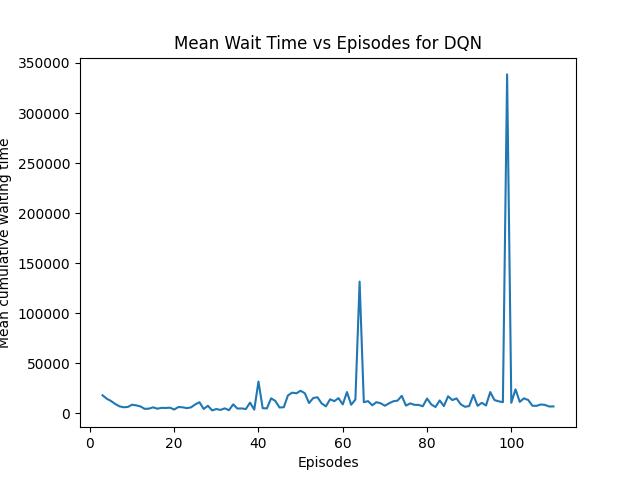 Mean Wait Time vs Episodes for DQN
Mean cumulative waiting time
350000
300000
250000
200000
150000
100000
50000
0
0 20 40 60 80 100
Episodes